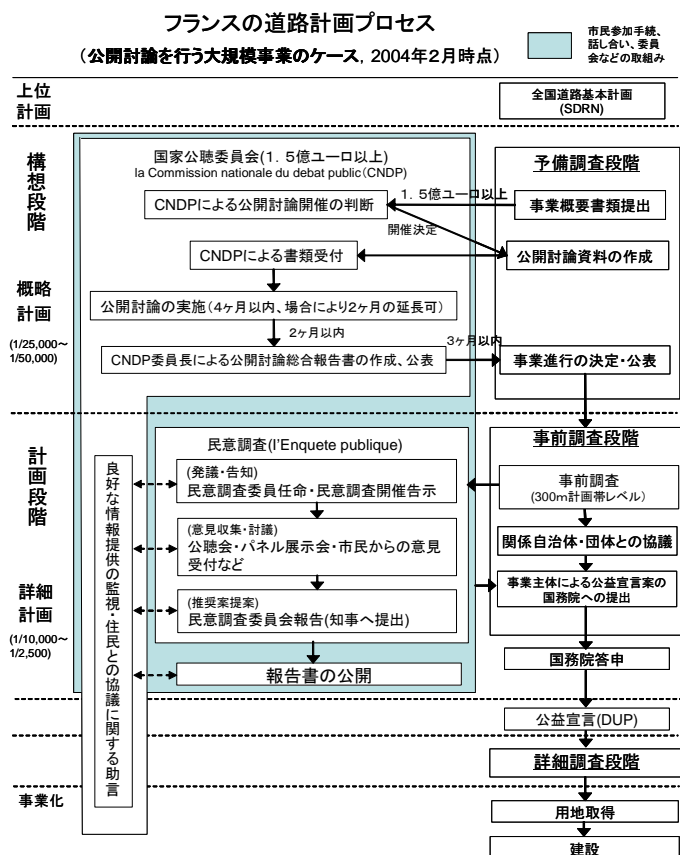 フランスの道路計画プロセス
(公開討論を行う大規模事業のケース, 2004年2月時点)
市民参加手続、
話し合い、委員
会などの取組み
上位
計画
全国道路基本計画
(SDRN)
構想段階
国家公聴委員会(1．5億ユーロ以上)
la Commission nationale du debat public(CNDP)
予備調査段階
CNDPによる公開討論開催の判断
1．5億ユーロ以上
事業概要書類提出
開催決定
CNDPによる書類受付
公開討論資料の作成
概略
計画
(1/25,000～
1/50,000)
公開討論の実施(4ヶ月以内、場合により2ヶ月の延長可)
2ヶ月以内
CNDP委員長による公開討論総合報告書の作成、公表
3ヶ月以内
事業進行の決定・公表
計画段階
民意調査(l'Enquete publique)
事前調査段階
(発議・告知)
民意調査委員任命・民意調査開催告示
事前調査
(300m計画帯レベル)
(意見収集・討議)
公聴会・パネル展示会・市民からの意見
受付など
関係自治体・団体との協議
詳細
計画
(1/10,000～
1/2,500)
(推奨案提案)
民意調査委員会報告(知事へ提出)
事業主体による公益宣言案の
国務院への提出
報告書の公開
国務院答申
良好な情報提供の監視・住民との協議に関する助言
公益宣言(DUP)
詳細調査段階
事業化
用地取得
建設